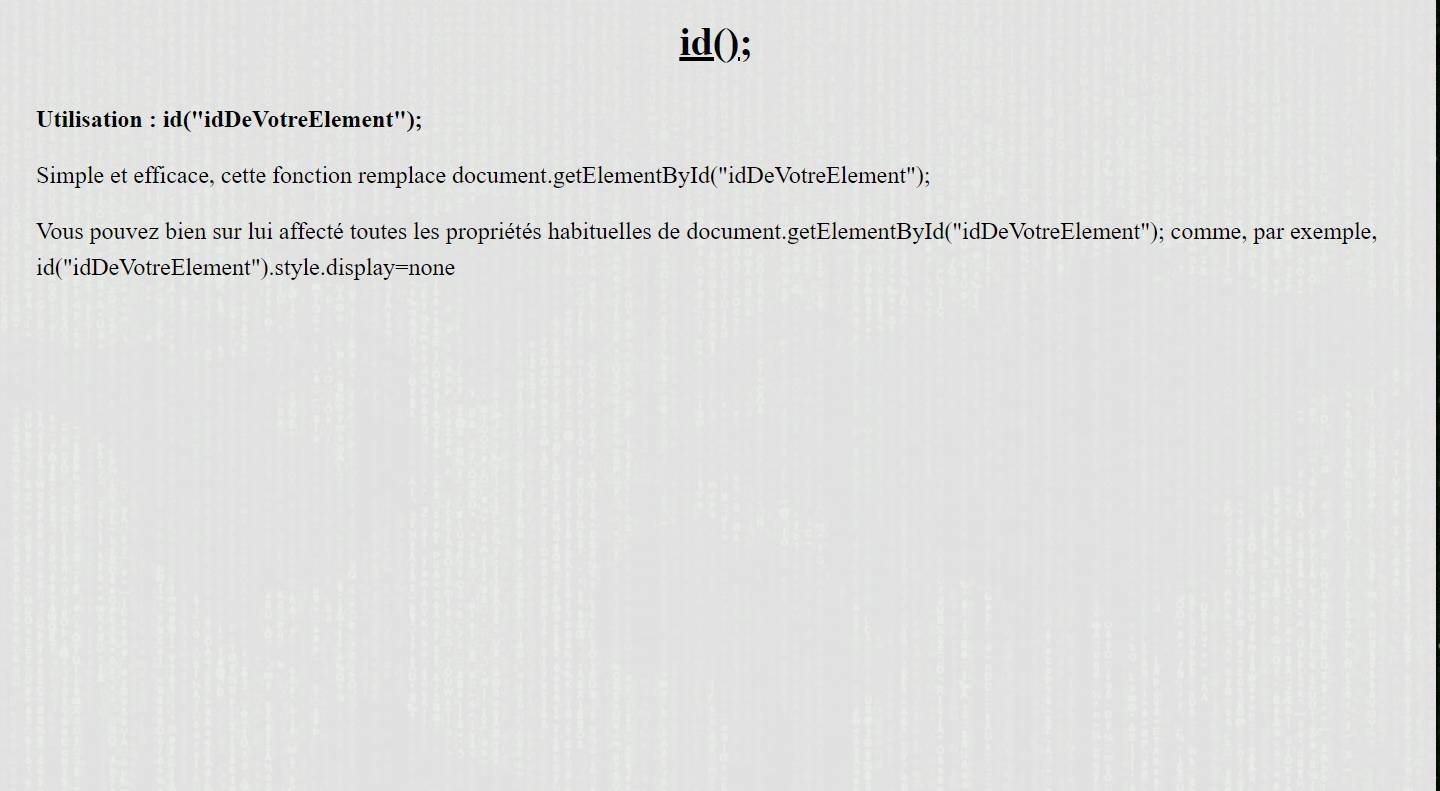 id();
Utilisation : id("idDeVotreElement");
Simple et efficace, cette fonction remplace document.getElementById("idDeVotreElement");
Vous pouvez bien sur lui affecté toutes les propriétés habituelles de document.getElementById("idDeVotreElement"); comme, par exemple,
id("idDeVotreElement").style.display=none